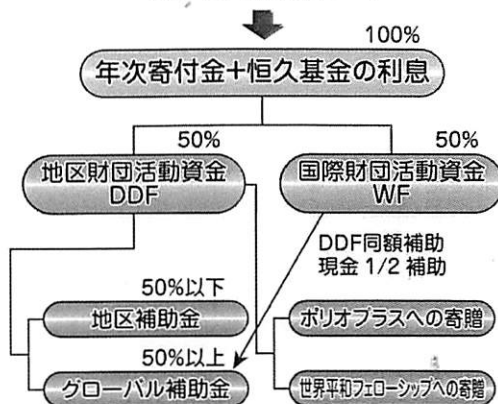 100%
年次寄付金+恒久基金の利息
50%
50%
地区財団活動資金
DDF
国際財団活動資金
WF
DDF同額補助
現金 1/2 補助
50%以下
地区補助金
ポリオプラスへの寄贈
50%以上
グローバル補助金
世界平和フェローシップへの寄贈